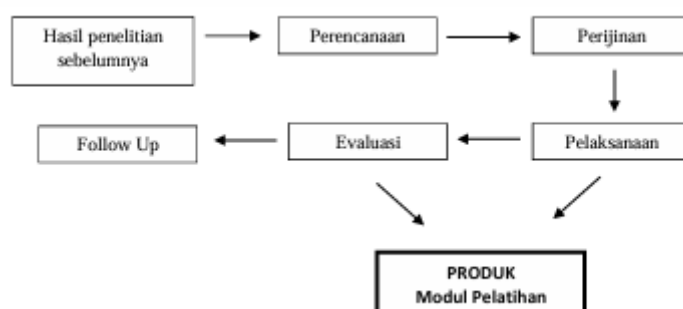 Hasil penelitian
sebelumnya
Perencanaan
Perijinan
Follow Up
Evaluasi
Pelaksanaan
PRODUK
Modul Pelatihan